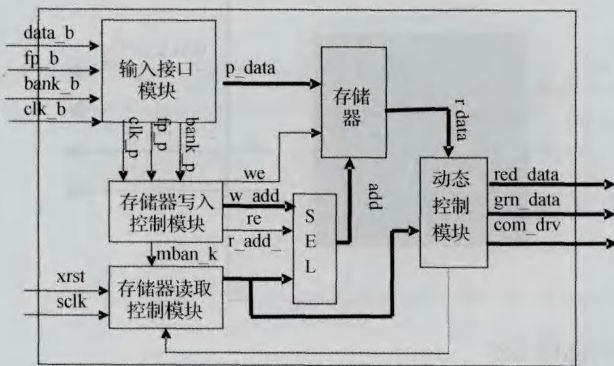 data_b
fp_b
bank_b
clk_b
输入接口
模块
p_data
存储
器
r data
clk_p
fp_p
bank_p
we
w_add
re
r_add_
add
存储器写入
控制模块
S
E
L
动态
控制
模块
red_data
grn_data
com_drv
mban_k
xrst
sclk
存储器读取
控制模块